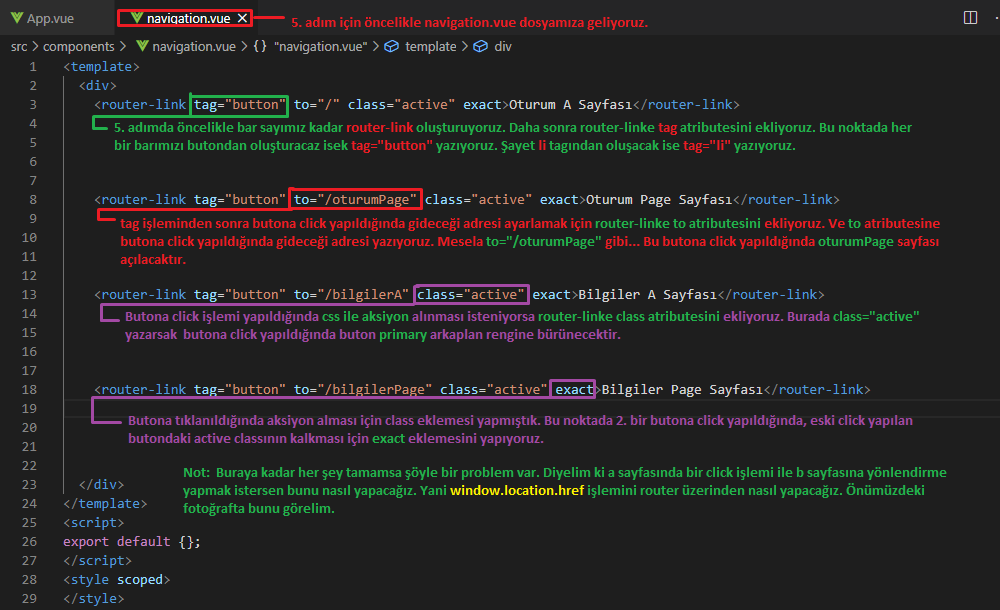 App.vue
navigation.vue ✕
5. adım için öncelikle navigation.vue dosyamıza geliyoruz.
src > components > navigation.vue > {} "navigation.vue" > template > div
1 <template>
2 <div>
3 <router-link tag="button" to="/" class="active" exact>Oturum A Sayfası</router-link>
4 5. adımda öncelikle bar sayımız kadar router-link oluşturuyoruz. Daha sonra router-linke tag atributesini ekliyoruz. Bu noktada her
5 bir barımızı butondan oluşturacaz isek tag="button" yazıyoruz. Şayet li tagından oluşacak ise tag="li" yazıyoruz.
6
7
8 <router-link tag="button" to="/oturumPage" class="active" exact>Oturum Page Sayfası</router-link>
9 tag işleminden sonra butona click yapıldığında gideceği adresi ayarlamak için router-linke to atributesini ekliyoruz. Ve to atributesine
10 butona click yapıldığında gideceği adresi yazıyoruz. Mesela to="/oturumPage" gibi... Bu butona click yapıldığında oturumPage sayfası
11 açılacaktır.
12
13 <router-link tag="button" to="/bilgilerA" class="active" exact>Bilgiler A Sayfası</router-link>
14 Butona click işlemi yapıldığında css ile aksiyon alınması isteniyorsa router-linke class atributesini ekliyoruz. Burada class="active"
15 yazarsak butona click yapıldığında buton primary arkaplan rengine bürünecektir.
16
17
18 <router-link tag="button" to="/bilgilerPage" class="active" exact>Bilgiler Page Sayfası</router-link>
19
20 Butona tıklanıldığında aksiyon alması için class eklemesi yapmıştık. Bu noktada 2. bir butona click yapıldığında, eski click yapılan
21 butondaki active classının kalkması için exact eklemesini yapıyoruz.
22 Not: Buraya kadar her şey tamamsa şöyle bir problem var. Diyelim ki a sayfasında bir click işlemi ile b sayfasına yönlendirme
23 </div> yapmak istersen bunu nasıl yapacağız. Yani window.location.href işlemini router üzerinden nasıl yapacağız. Önümüzdeki
24 </template> fotoğrafta bunu görelim.
25 <script>
26 export default {};
27 </script>
28 <style scoped>
29 </style>